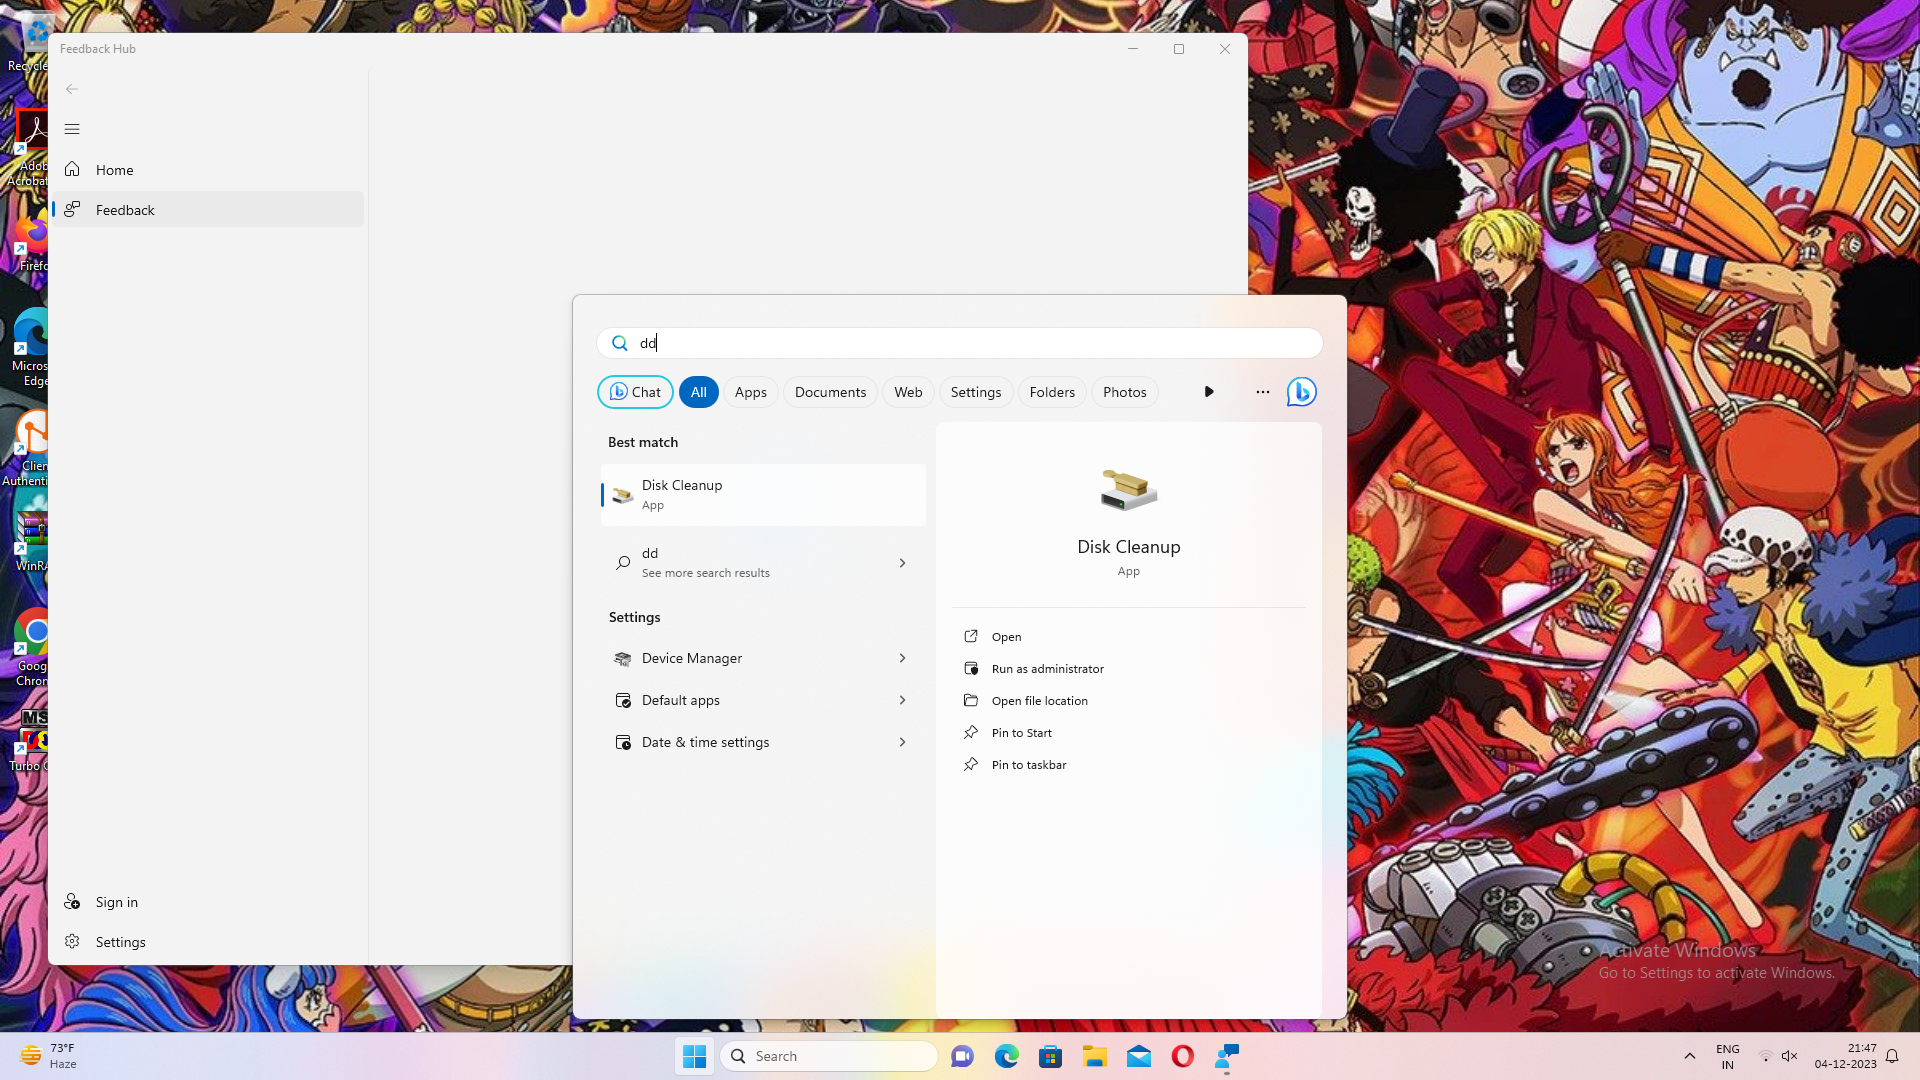 Recycle
Adob
Acrobat
Firefo
Micros
Edge
Clien
Authenti
WinRA
Goog
Chrom
Turbo C
Feedback Hub
Home
Feedback
Sign in
Settings
dd
Chat
All
Apps
Documents
Web
Settings
Folders
Photos
Best match
Disk Cleanup
App
dd
See more search results
Settings
Device Manager
Default apps
Date & time settings
Disk Cleanup
App
Open
Run as administrator
Open file location
Pin to Start
Pin to taskbar
Activate Windows
Go to Settings to activate Windows.
73°F
Haze
Search
ENG
IN
21:47
04-12-2023